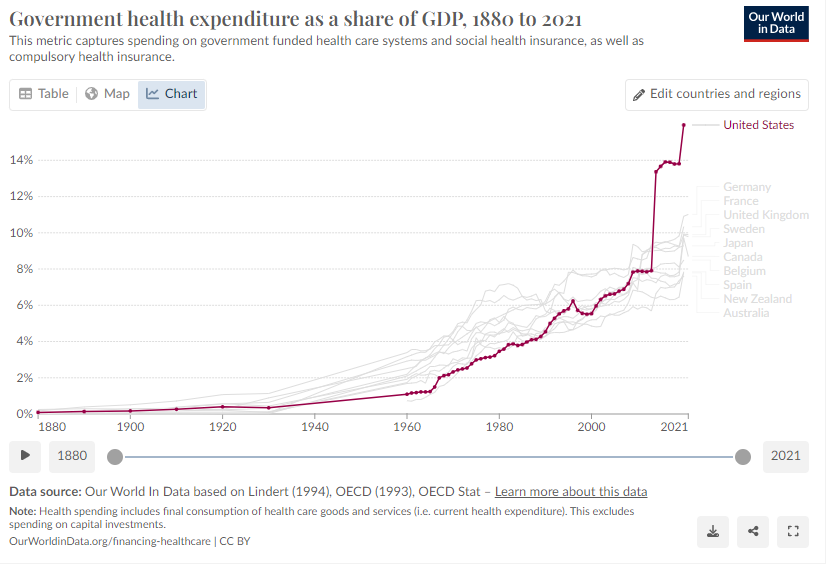 Government health expenditure as a share of GDP, 1880 to 2021
Our World
in Data
This metric captures spending on government funded health care systems and social health insurance, as well as
compulsory health insurance.
Table
Map
Chart
Edit countries and regions
United States
14%
12%
10%
8%
6%
4%
2%
0%
Germany
France
United Kingdom
Sweden
Japan
Canada
Belgium
Spain
New Zealand
Australia
1880
1900
1920
1940
1960
1980
2000
2021
1880
2021
Data source: Our World In Data based on Lindert (1994), OECD (1993), OECD Stat – Learn more about this data
Note: Health spending includes final consumption of health care goods and services (i.e. current health expenditure). This excludes
spending on capital investments.
OurWorldinData.org/financing-healthcare | CC BY